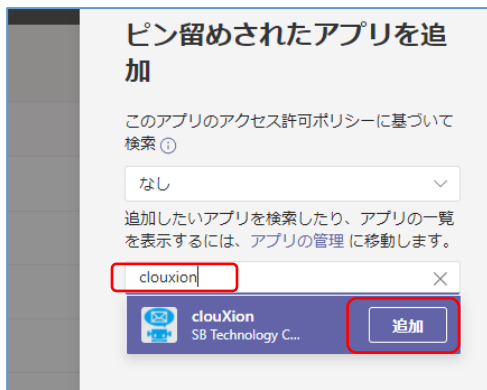 ピン留めされたアプリを追
加
このアプリのアクセス許可ポリシーに基づいて
検索
なし
追加したいアプリを検索したり、アプリの一覧
を表示するには、アプリの管理 に移動します。
clouxion
clouXion
SB Technology C...
追加